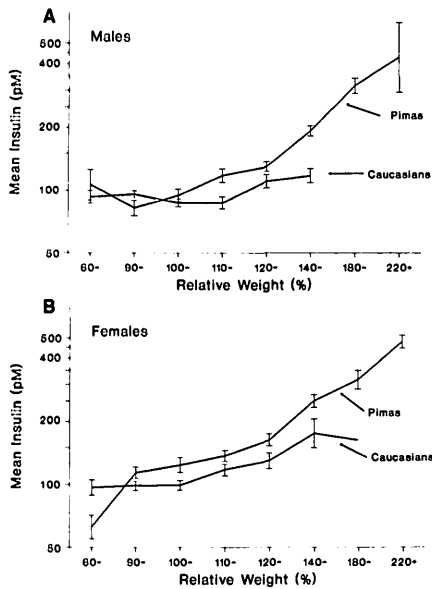 A
Males
Mean Insulin (pM)
500
400
200
100
50
Pimas
Caucasians
60- 90- 100- 110- 120- 140- 180- 220+
Relative Weight (%)
B
Females
Mean Insulin (pM)
500
400
200
100
50
Pimas
Caucasians
60- 90- 100- 110- 120- 140- 180- 220+
Relative Weight (%)